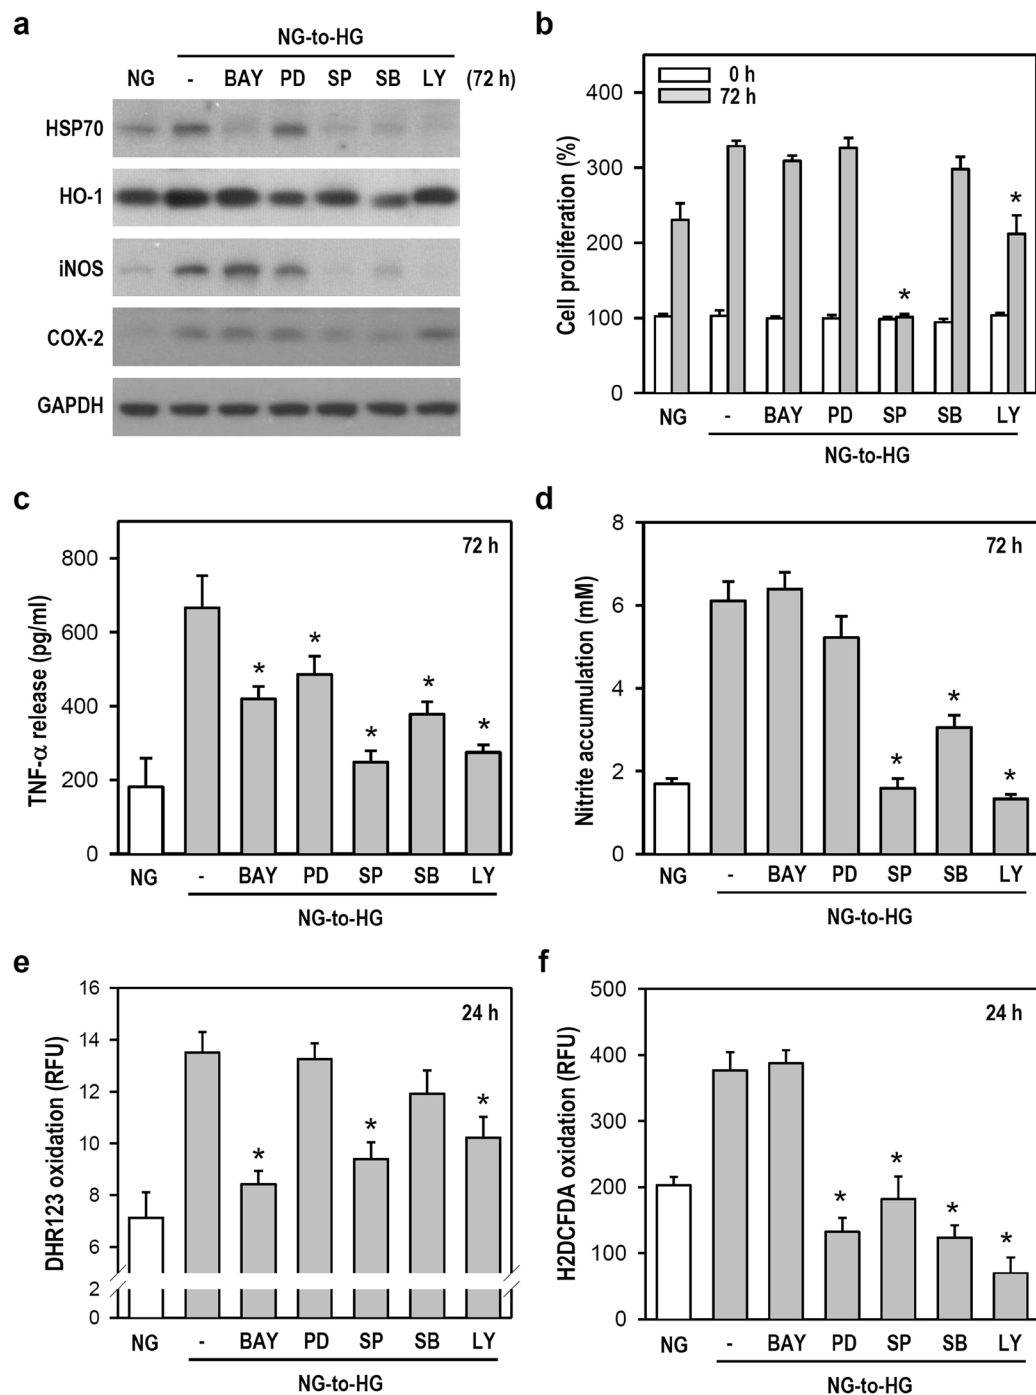 a
NG-to-HG
NG - BAY PD SP SB LY (72 h)
HSP70
HO-1
iNOS
COX-2
GAPDH
b
0 h
72 h
400
300
200
100
0
Cell proliferation (%)
*
*
NG - BAY PD SP SB LY
NG-to-HG
c
72 h
800
600
400
200
0
TNF-α release (pg/ml)
* * * * *
NG - BAY PD SP SB LY
NG-to-HG
d
72 h
8
6
4
2
0
Nitrite accumulation (mM)
* * *
NG - BAY PD SP SB LY
NG-to-HG
e
24 h
16
14
12
10
8
6
2
0
DHR123 oxidation (RFU)
* * *
NG - BAY PD SP SB LY
NG-to-HG
f
24 h
500
400
300
200
100
0
H2DCFDA oxidation (RFU)
* * * *
NG - BAY PD SP SB LY
NG-to-HG